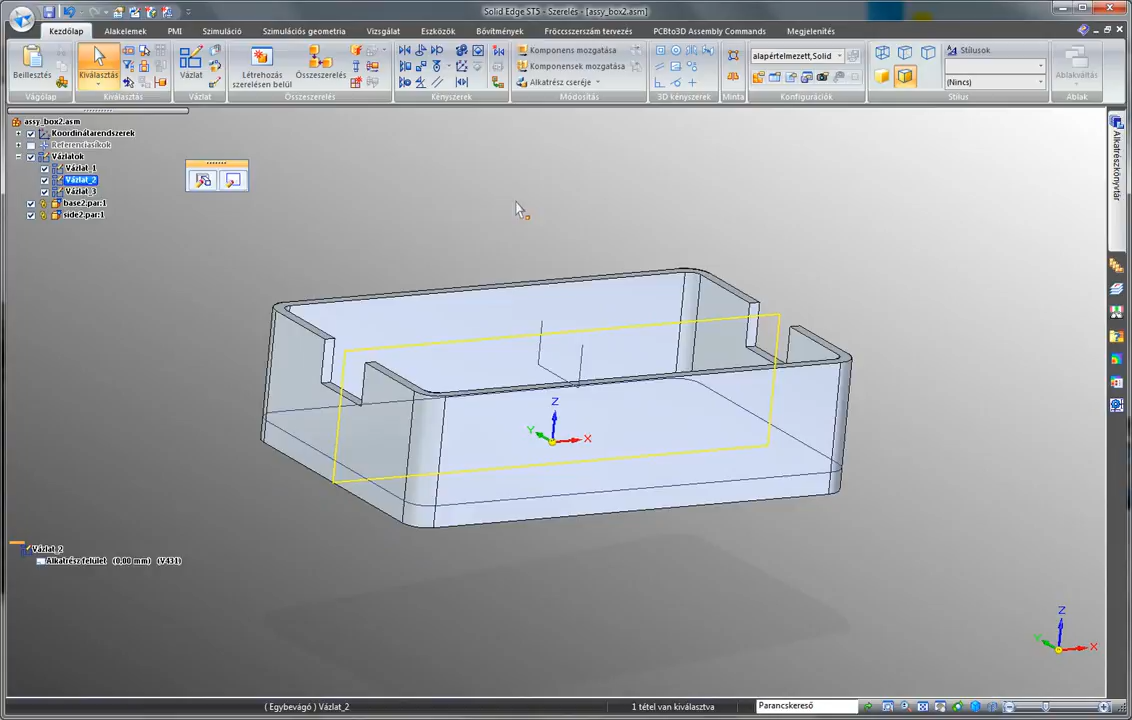 Solid Edge ST5 - Szerelés - [assy_box2.asm]
Kezdőlap Alakelemek PMI Szimuláció Szimulációs geometria Vizsgálat Eszközök Bővítmények Fröccsszerszám tervezés PCBto3D Assembly Commands Megjelenítés
Beillesztés Kiválasztás Vázlat Létrehozás szerelésen belül Összeszerelés
Komponens mozgatása
Komponensek mozgatása
Alkatrész cseréje
alapértelmezett,Solid
Stílusok
(Nincs)
Ablakváltás
Vágólap Kiválasztás Vázlat Összeszerelés Kényszerek Módosítás 3D kényszerek Minta Konfigurációk Stílus Ablak
assy_box2.asm
Koordinátarendszerek
Referenciasíkok
Vázlatok
Vázlat_1
Vázlat_2
Vázlat_3
base2.par:1
side2.par:1
Alkatrészkönyvtár
Z
Y X
Vázlat_2
Alkatrész felület (0,00 mm) (V431)
Z
Y X
( Egybevágó ) Vázlat_2 1 tétel van kiválasztva Parancskereső